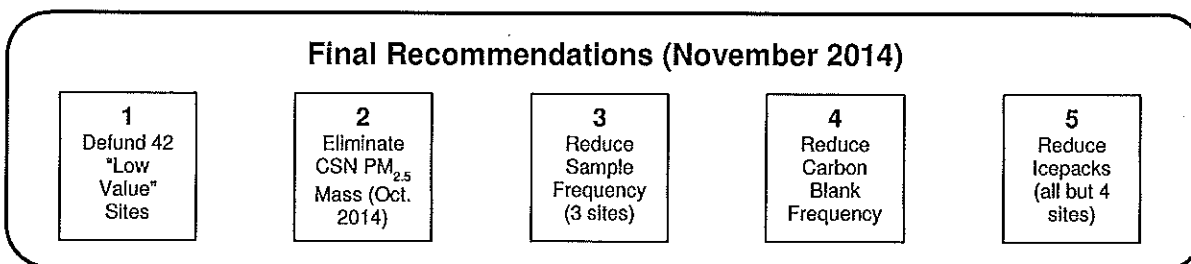 Final Recommendations (November 2014)
1
Defund 42
"Low
Value"
Sites
2
Eliminate
CSN PM2.5
Mass (Oct.
2014)
3
Reduce
Sample
Frequency
(3 sites)
4
Reduce
Carbon
Blank
Frequency
5
Reduce
Icepacks
(all but 4
sites)